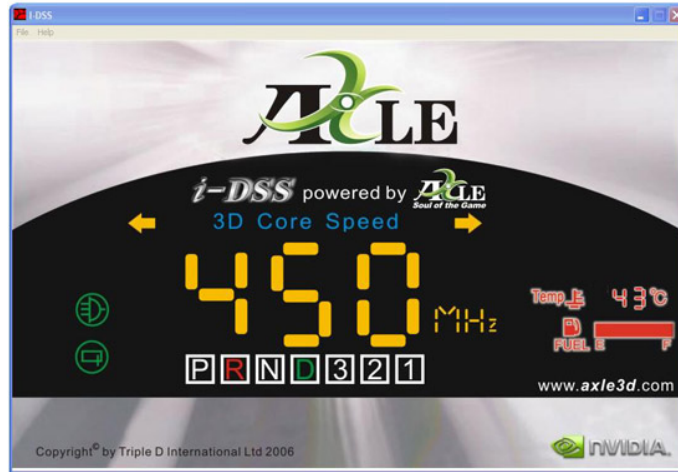 I-DSS
File Help
AXLE
i-DSS powered by AXLE
Soul of the Game
3D Core Speed
450 MHz
Temp 43°C
FUEL E F
P R N D 3 2 1
www.axle3d.com
Copyright© by Triple D International Ltd 2006
nVIDIA.